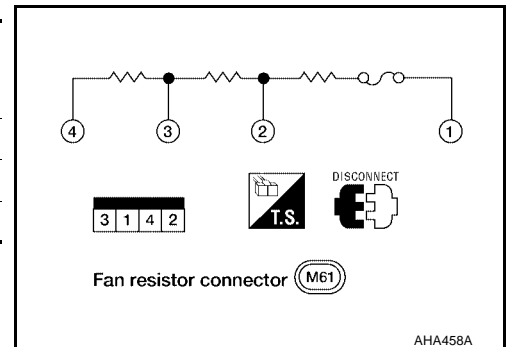 4 3 2 1
DISCONNECT
T.S.
3 1 4 2
Fan resistor connector M61
AHA458A